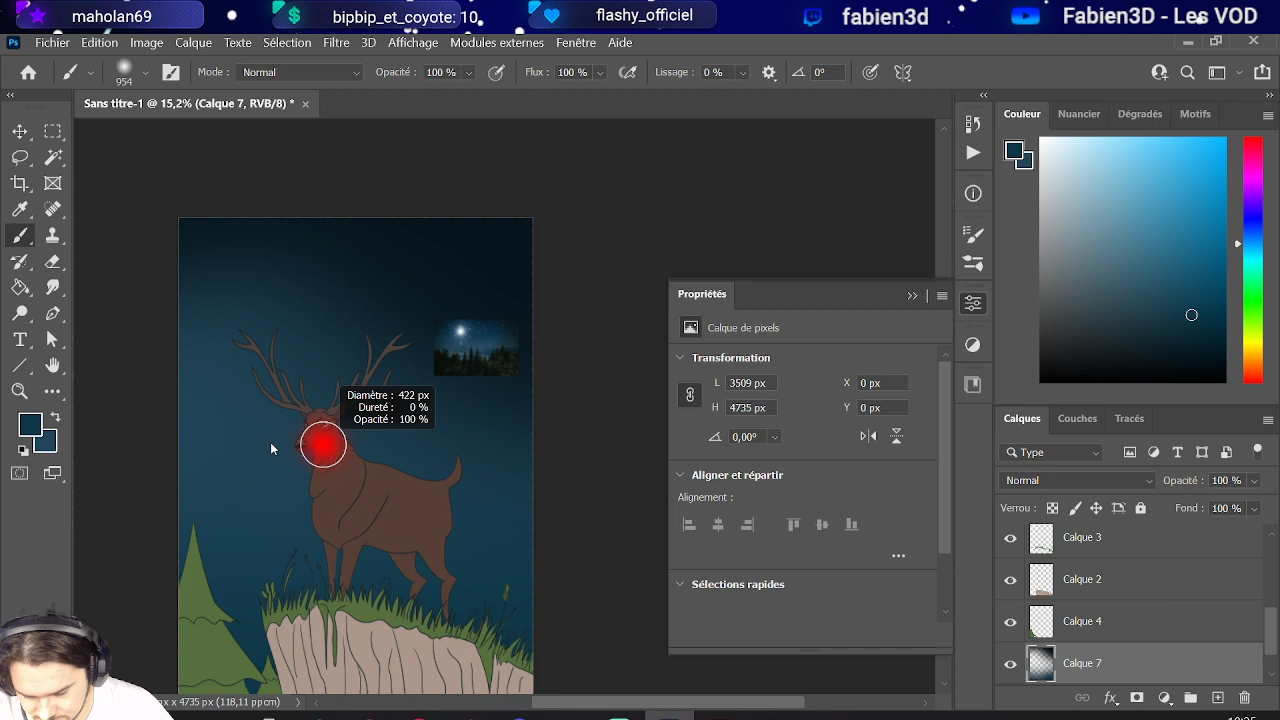 maholan69
bipbip_et_coyote: 10
flashy_officiel
fabien3d
Fabien3D - Les VOD
Ps
Fichier Edition Image Calque Texte Sélection Filtre 3D Affichage Modules externes Fenêtre Aide
954
Mode : Normal
Opacité : 100 %
Flux : 100 %
Lissage : 0 %
0°
Sans titre-1 @ 15,2% (Calque 7, RVB/8) *
Couleur Nuancier Dégradés Motifs
Propriétés
Calque de pixels
Transformation
L 3509 px X 0 px
H 4735 px Y 0 px
0,00°
Aligner et répartir
Alignement :
Sélections rapides
Diamètre : 422 px
Dureté : 0 %
Opacité : 100 %
Calques Couches Tracés
Type
Normal Opacité : 100 %
Verrou : Fond : 100 %
Calque 3
Calque 2
Calque 4
Calque 7
fx
px x 4735 px (118,11 ppcm)